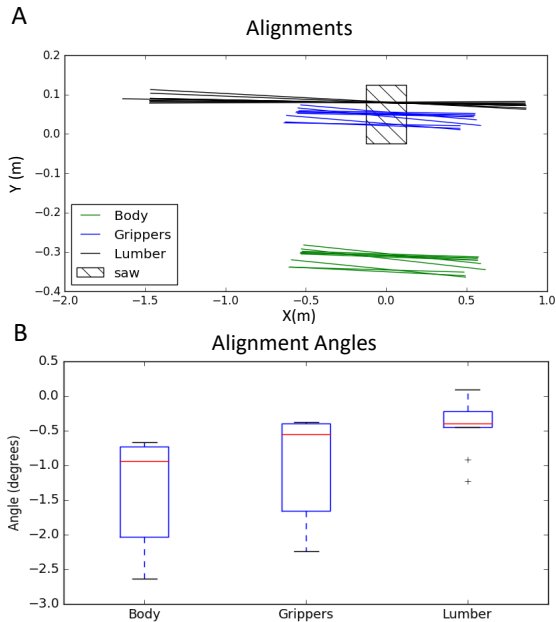 A
Alignments
0.2
0.1
0.0
−0.1
−0.2
−0.3
−0.4
Y (m)
Body
Grippers
Lumber
saw
−2.0 −1.5 −1.0 −0.5 0.0 0.5 1.0
X(m)
B
Alignment Angles
0.5
0.0
−0.5
−1.0
−1.5
−2.0
−2.5
−3.0
Angle (degrees)
Body Grippers Lumber